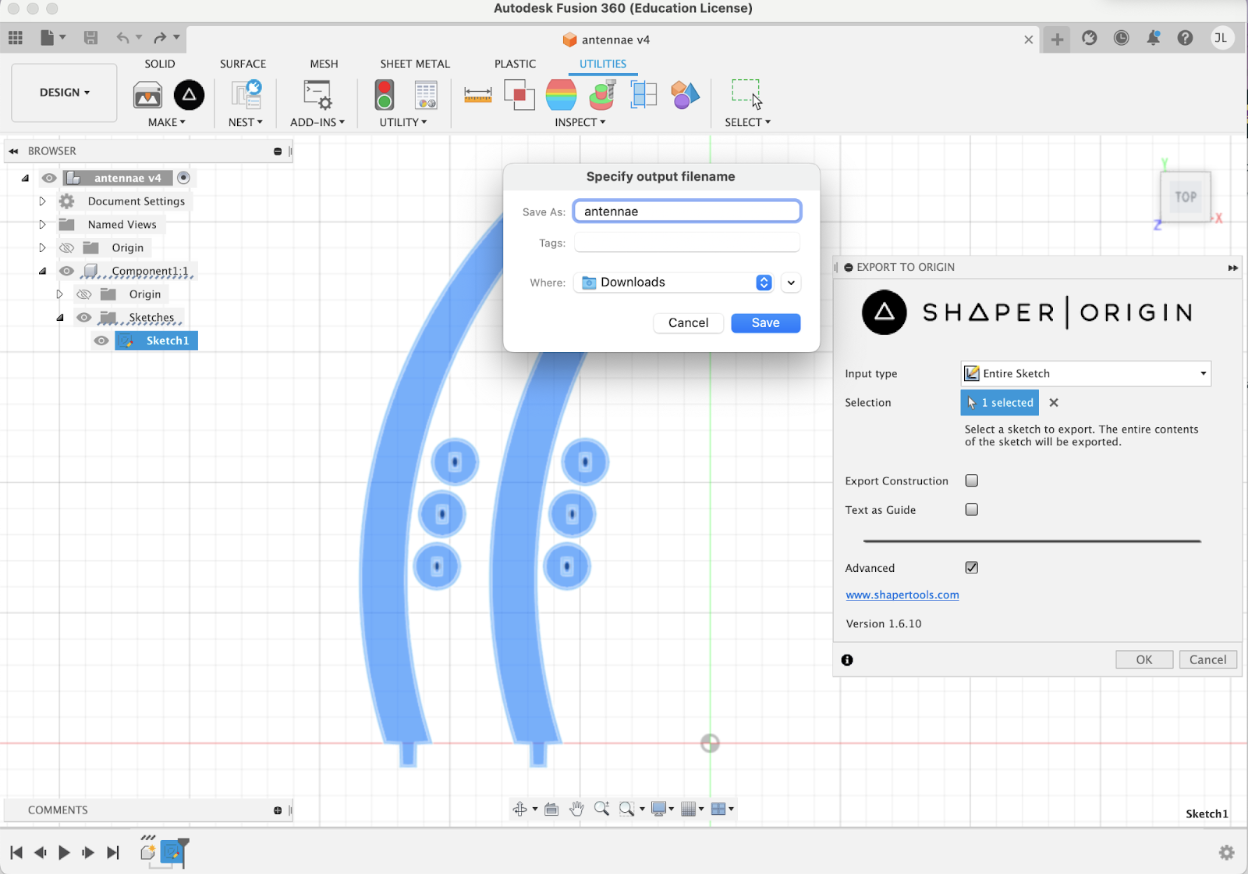 Autodesk Fusion 360 (Education License)
antennae v4
JL
SOLID SURFACE MESH SHEET METAL PLASTIC UTILITIES
DESIGN
MAKE NEST ADD-INS UTILITY INSPECT SELECT
BROWSER
antennae v4
Document Settings
Named Views
Origin
Component1:1
Origin
Sketches
Sketch1
Specify output filename
Save As: antennae
Tags:
Where: Downloads
Cancel Save
Y
TOP
X
Z
EXPORT TO ORIGIN
SHAPER | ORIGIN
Input type Entire Sketch
Selection 1 selected
Select a sketch to export. The entire contents
of the sketch will be exported.
Export Construction
Text as Guide
Advanced
www.shapertools.com
Version 1.6.10
OK Cancel
COMMENTS
Sketch1